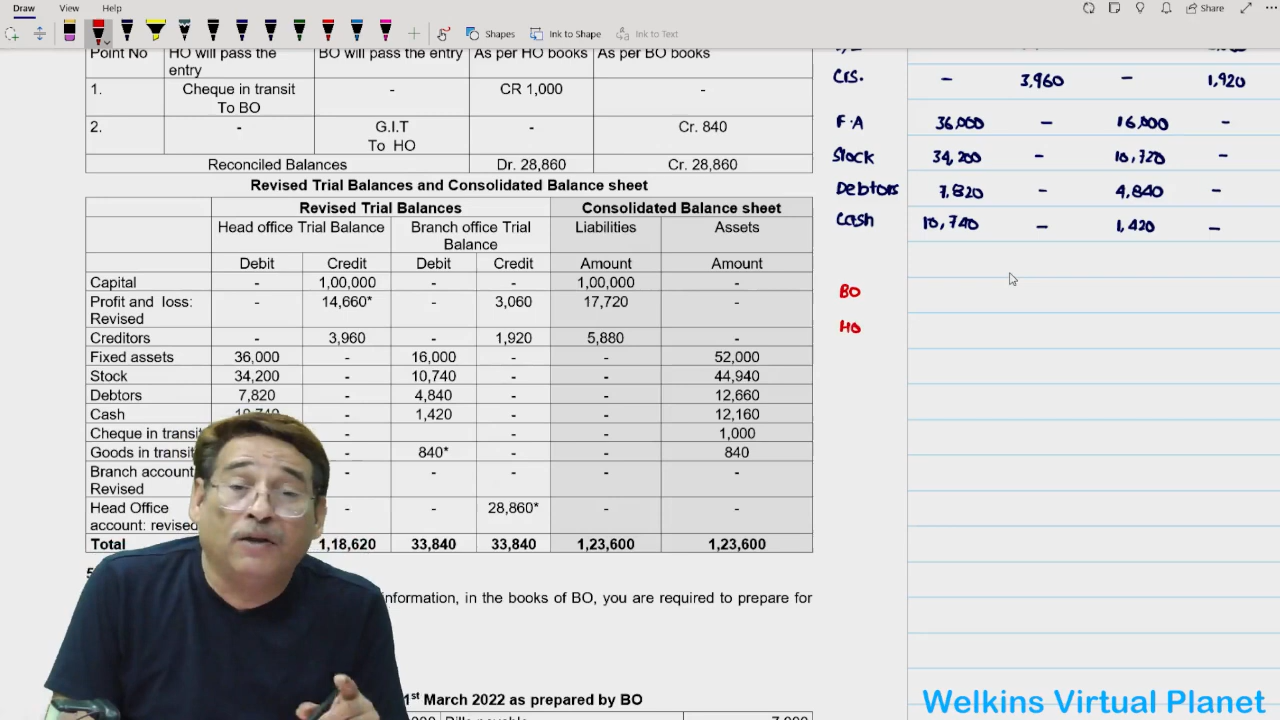 Draw View Help
Share
Shapes Ink to Shape Ink to Text
Point No HO will pass the entry BO will pass the entry As per HO books As per BO books
1. Cheque in transit To BO - CR 1,000 -
2. - G.I.T To HO - Cr. 840
Reconciled Balances Dr. 28,860 Cr. 28,860
Revised Trial Balances and Consolidated Balance sheet
Revised Trial Balances Consolidated Balance sheet
Head office Trial Balance Branch office Trial Balance Liabilities Assets
Debit Credit Debit Credit Amount Amount
Capital - 1,00,000 - - 1,00,000 -
Profit and loss: Revised - 14,660* - 3,060 17,720 -
Creditors - 3,960 - 1,920 5,880 -
Fixed assets 36,000 - 16,000 - - 52,000
Stock 34,200 - 10,740 - - 44,940
Debtors 7,820 - 4,840 - - 12,660
Cash 10,740 - 1,420 - - 12,160
Cheque in transit - - - 1,000
Goods in transit - 840* - - 840
Branch account: Revised - - - - -
Head Office account: revised - - 28,860* - -
Total 1,18,620 33,840 33,840 1,23,600 1,23,600
information, in the books of BO, you are required to prepare for
1st March 2022 as prepared by BO
Bills payable 7,000
Crs. - 3,960 - 1,920
F.A 36,000 - 16,000 -
Stock 34,200 - 10,720 -
Debtors 7,820 - 4,840 -
Cash 10,740 - 1,420 -
BO
HO
Welkins Virtual Planet